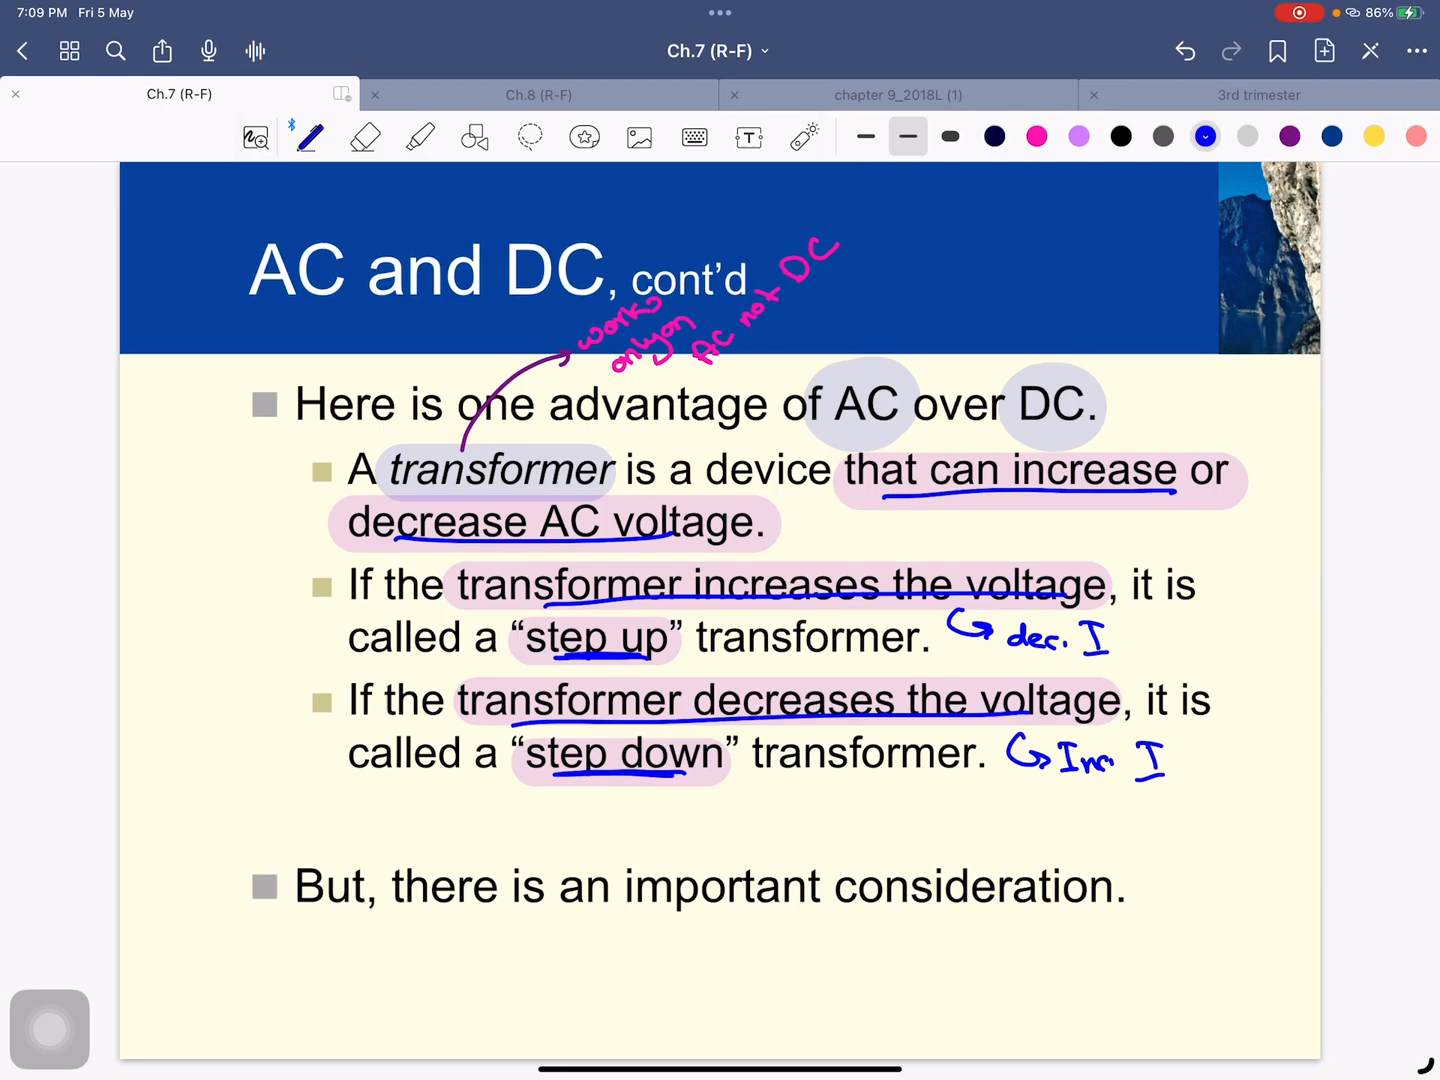 7:09 PM Fri 5 May
86%
Ch.7 (R-F)
Ch.7 (R-F)
Ch.8 (R-F)
chapter 9_2018L (1)
3rd trimester
AC and DC, cont’d
works
only on
AC not DC
Here is one advantage of AC over DC.
A transformer is a device that can increase or
decrease AC voltage.
If the transformer increases the voltage, it is
called a “step up” transformer.
dec. I
If the transformer decreases the voltage, it is
called a “step down” transformer.
Inc. I
But, there is an important consideration.